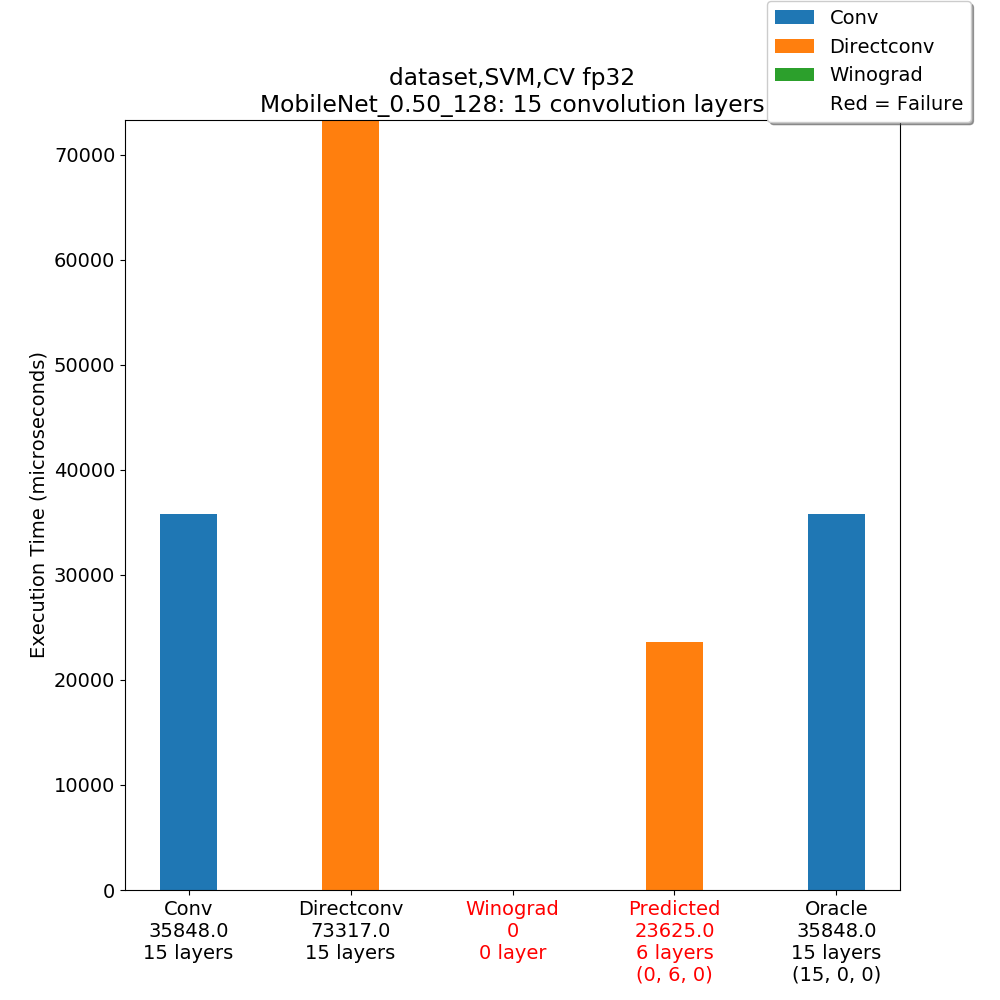 Conv
Directconv
Winograd
Red = Failure
dataset,SVM,CV fp32
MobileNet_0.50_128: 15 convolution layers
Execution Time (microseconds)
70000
60000
50000
40000
30000
20000
10000
0
Conv
35848.0
15 layers
Directconv
73317.0
15 layers
Winograd
0
0 layer
Predicted
23625.0
6 layers
(0, 6, 0)
Oracle
35848.0
15 layers
(15, 0, 0)